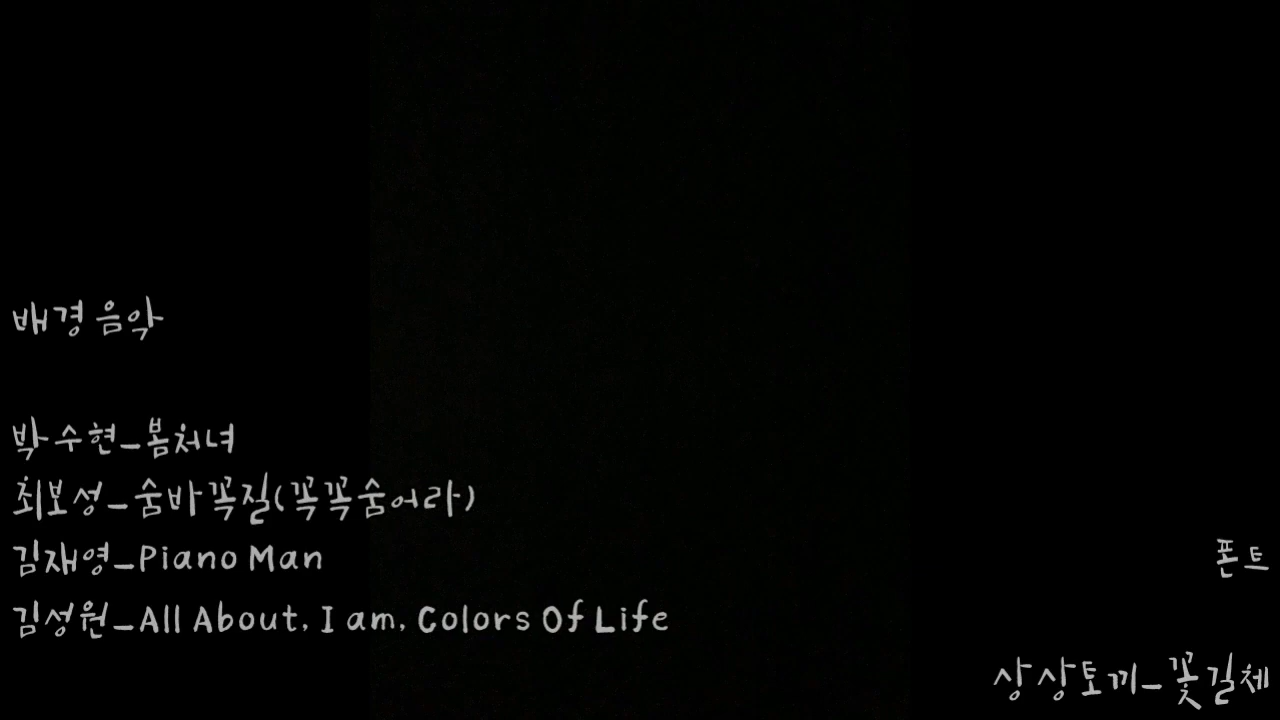 배경음악
박수현_봄처녀
최보성_숨바꼭질(꼭꼭숨어라)
김재영_Piano Man
김성원_All About, I am, Colors Of Life
폰트
상상토끼_꽃길체